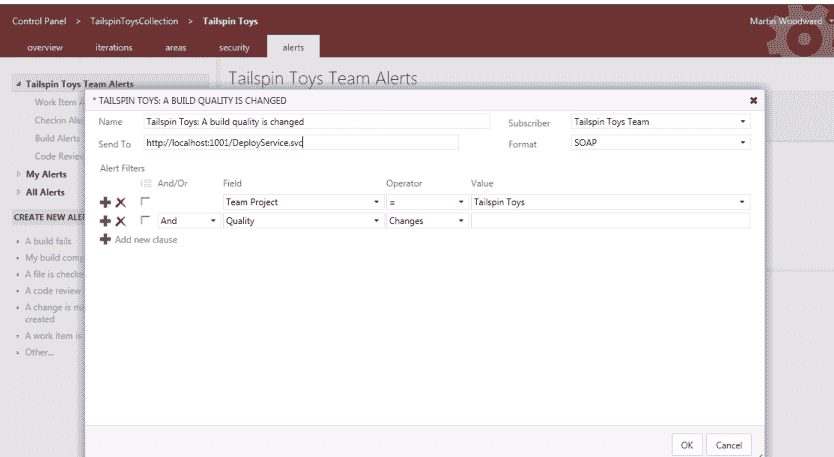 Control Panel > TailspinToysCollection > Tailspin Toys
Martin Woodward
overview iterations areas security alerts
Tailspin Toys Team Alerts
Tailspin Toys Team Alerts
Work Item A
Checkin Ale
Build Alerts
Code Revie
My Alerts
All Alerts
CREATE NEW ALE
A build fails
My build com
A file is checke
A code review
A change is m
created
A work item is
Other...
* TAILSPIN TOYS: A BUILD QUALITY IS CHANGED
Name Tailspin Toys: A build quality is changed Subscriber Tailspin Toys Team
Send To http://localhost:1001/DeployService.svc Format SOAP
Alert Filters
And/Or Field Operator Value
Team Project = Tailspin Toys
And Quality Changes
Add new clause
OK Cancel